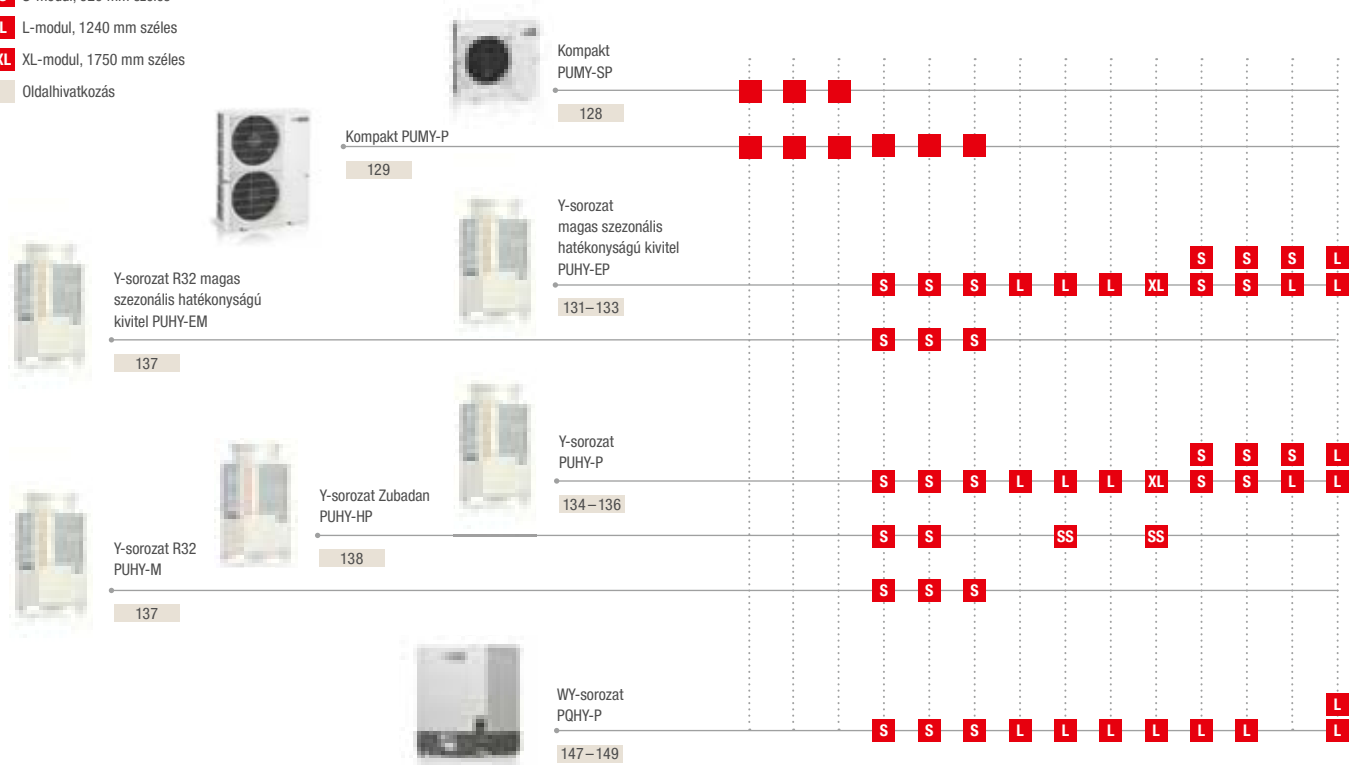 L L-modul, 1240 mm széles
XL-modul, 1750 mm széles
Oldalhivatkozás
Kompakt
PUMY-SP
128
Kompakt PUMY-P
129
Y-sorozat
magas szezonális
hatékonyságú kivitel
PUHY-EP
131–133
S S S L
S S S L L L XL S S L L
Y-sorozat R32 magas
szezonális hatékonyságú
kivitel PUHY-EM
137
S S S
Y-sorozat
PUHY-P
134–136
S S S L
S S S L L L XL S S L L
Y-sorozat Zubadan
PUHY-HP
138
S S SS SS
Y-sorozat R32
PUHY-M
137
S S S
WY-sorozat
PQHY-P
147–149
L
S S S L L L L L L L